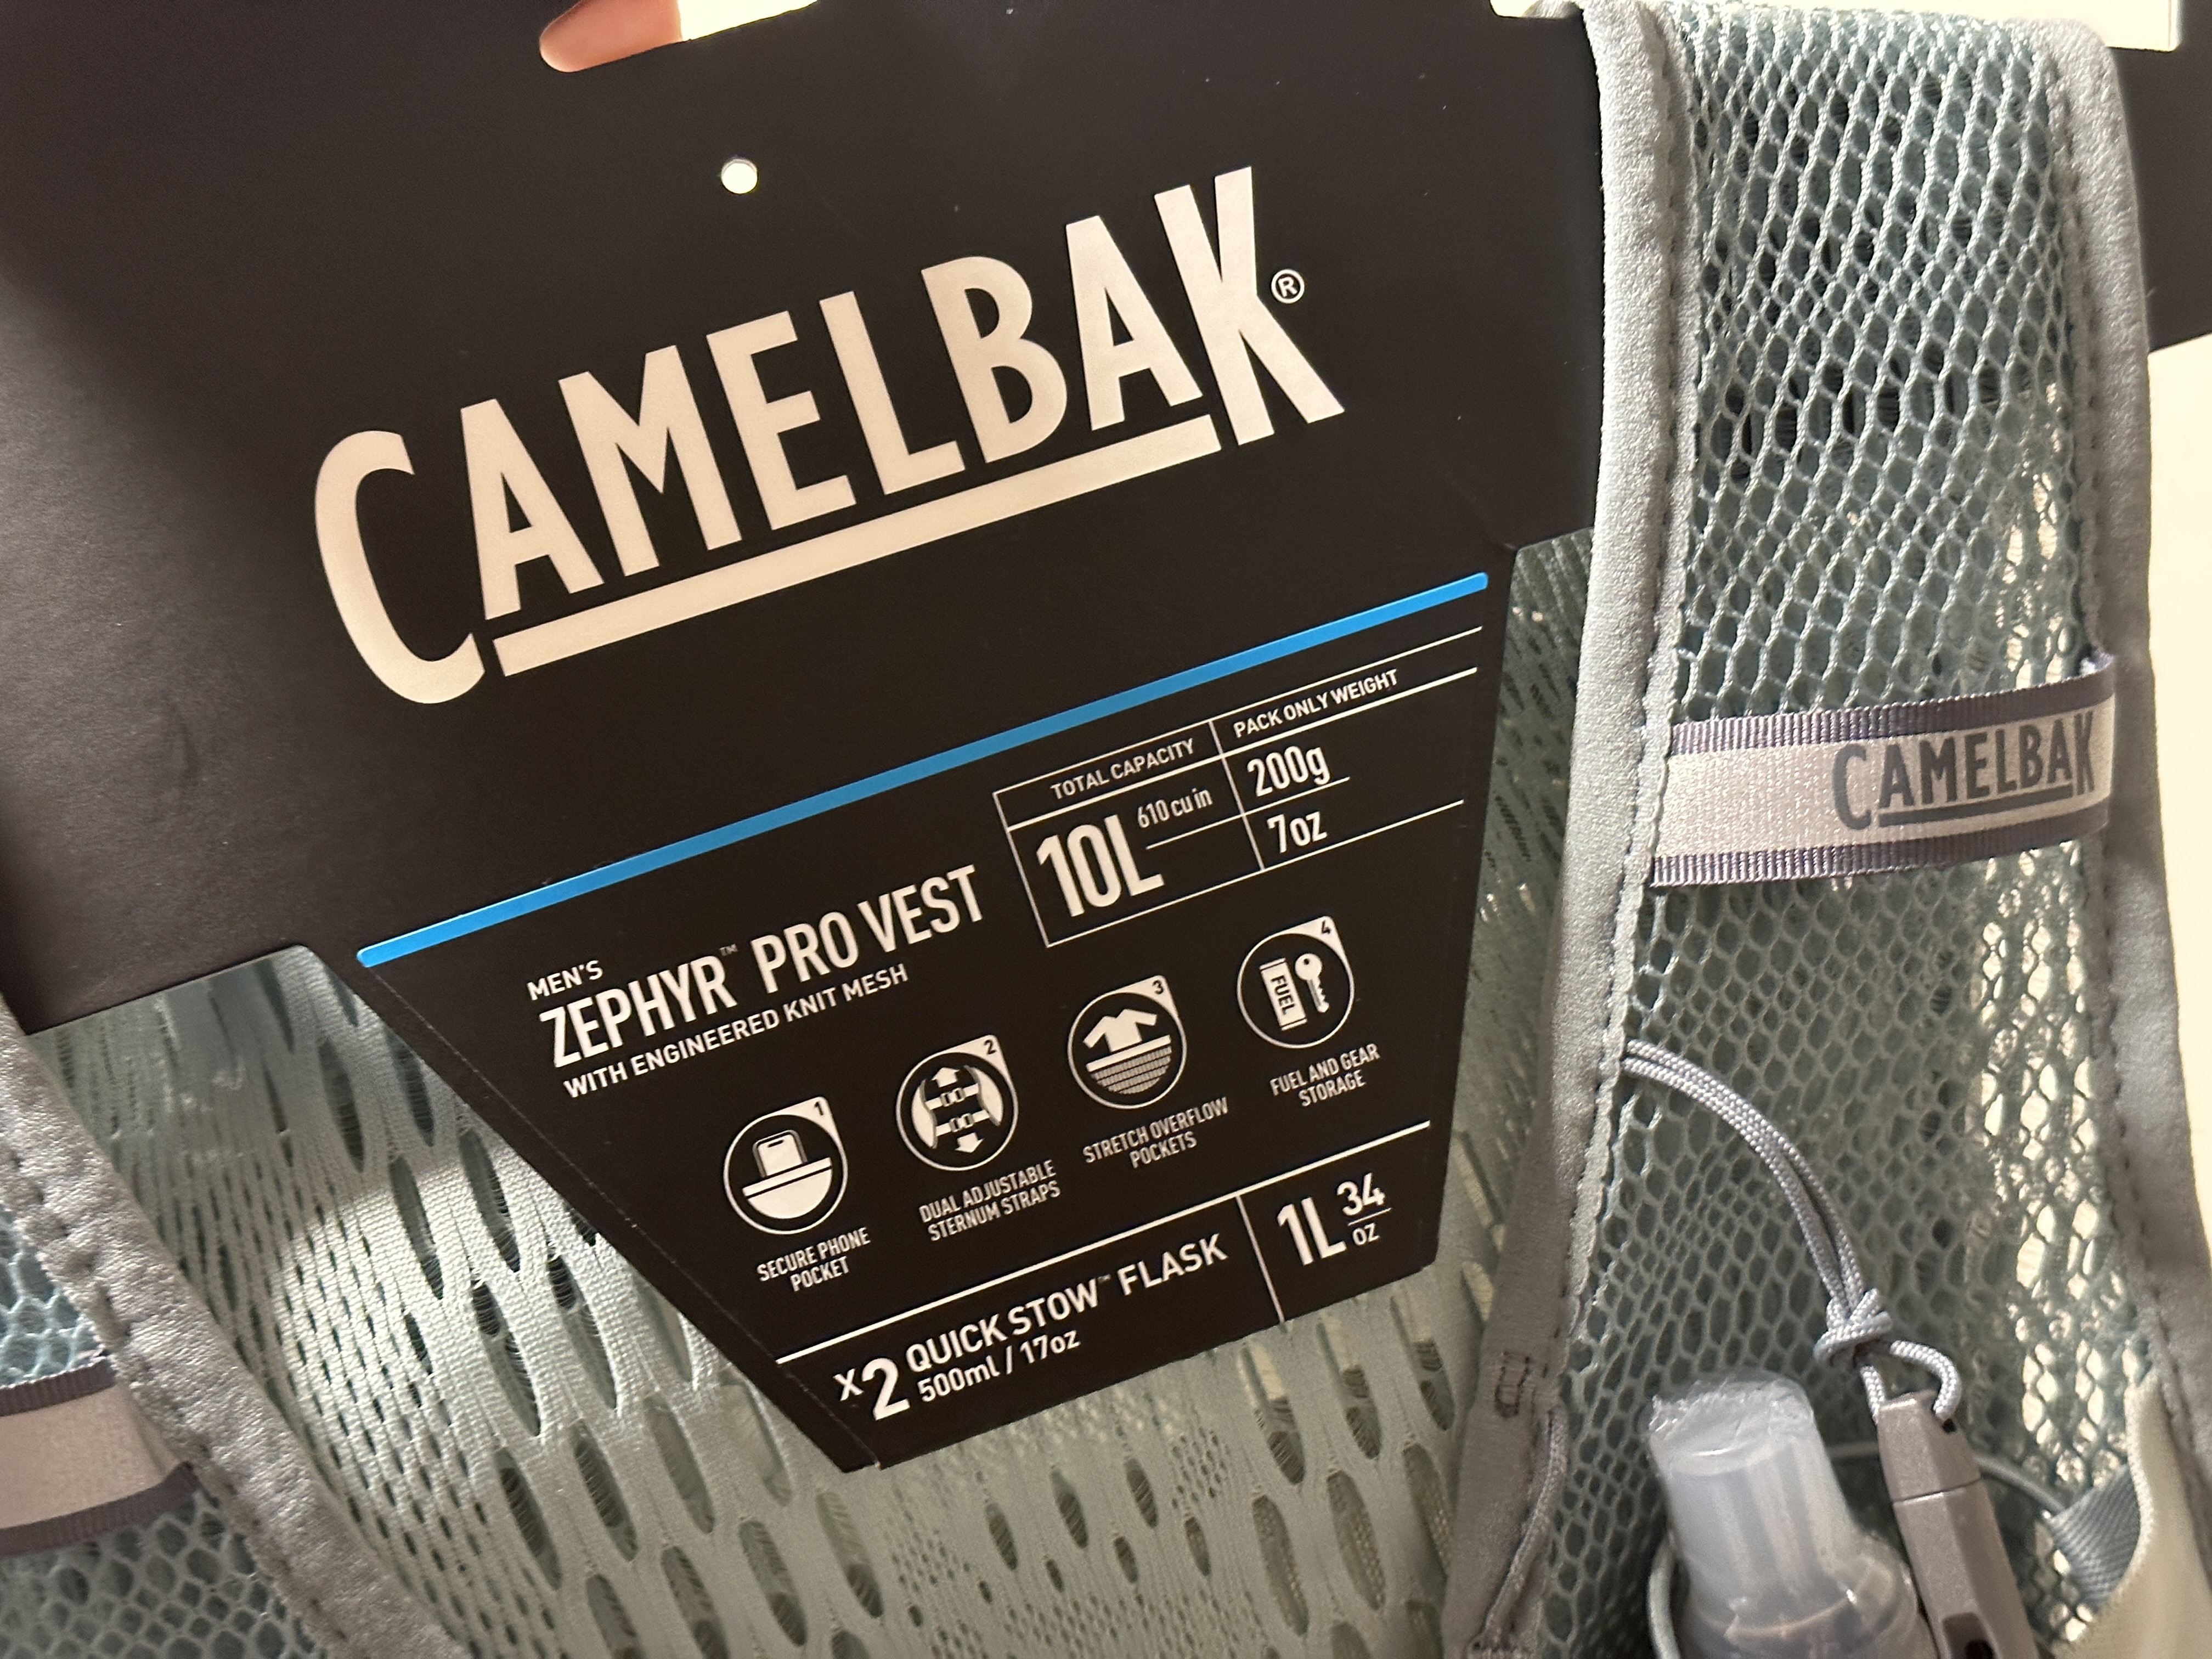 CAMELBAK®
TOTAL CAPACITY
PACK ONLY WEIGHT
10L 610 cu in
200g
7oz
MEN'S
ZEPHYR™ PRO VEST
WITH ENGINEERED KNIT MESH
1
SECURE PHONE
POCKET
2
DUAL ADJUSTABLE
STERNUM STRAPS
3
STRETCH OVERFLOW
POCKETS
4
FUEL
FUEL AND GEAR
STORAGE
x2 QUICK STOW™ FLASK
500ml / 17oz
1L 34
oz
CAMELBAK